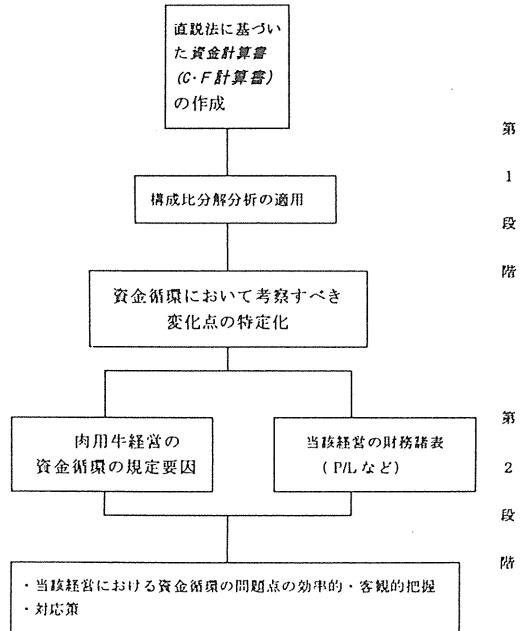 直説法に基づい
た資金計算書
(C・F計算書)
の作成
構成比分解分析の適用
資金循環において考察すべき
変化点の特定化
第
1
段
階
肉用牛経営の
資金循環の規定要因
当該経営の財務諸表
( P/Lなど)
第
2
段
階
・当該経営における資金循環の問題点の効率的・客観的把握
・対応策